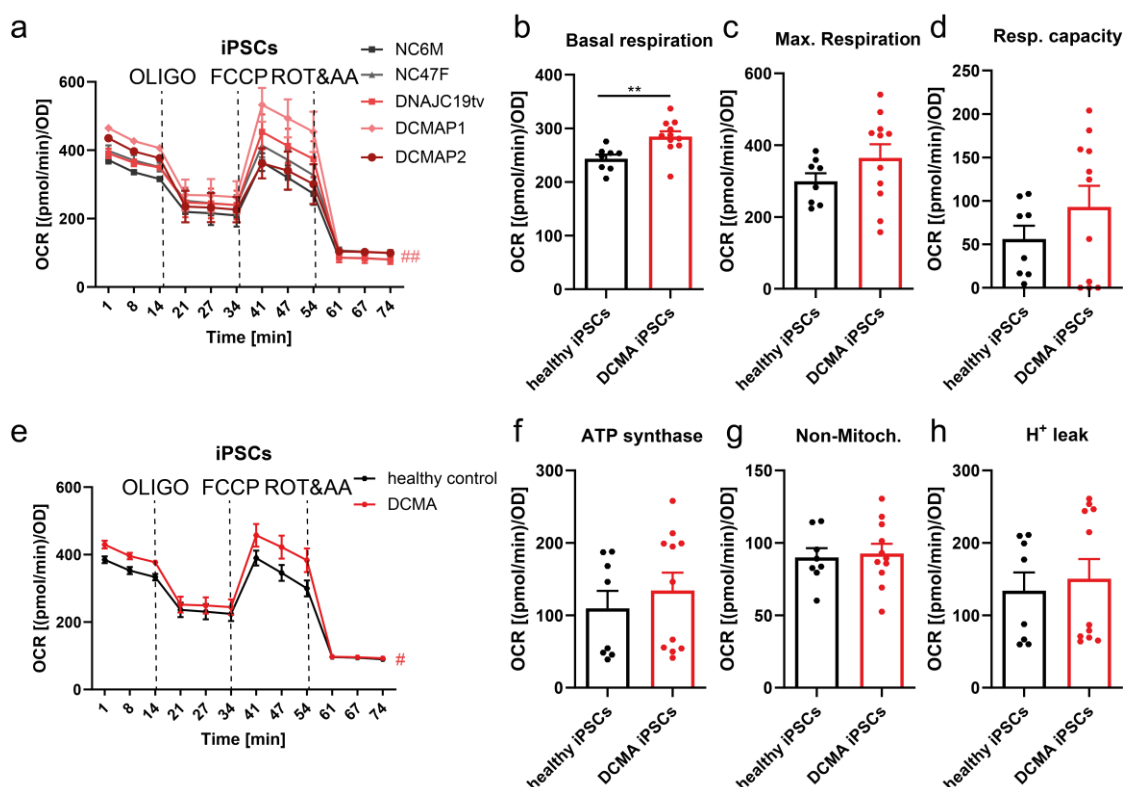 a
iPSCs
OLIGO FCCP ROT&AA
NC6M
NC47F
DNAJC19tv
DCMAP1
DCMAP2
OCR [(pmol/min)/OD]
600
400
200
0
##
1 8 14 21 27 34 41 47 54 61 67 74
Time [min]
b
Basal respiration
OCR [(pmol/min)/OD]
400
300
200
100
0
**
healthy iPSCs
DCMA iPSCs
c
Max. Respiration
OCR [(pmol/min)/OD]
600
400
200
0
healthy iPSCs
DCMA iPSCs
d
Resp. capacity
OCR [(pmol/min)/OD]
250
200
150
100
50
0
healthy iPSCs
DCMA iPSCs
e
iPSCs
OLIGO FCCP ROT&AA
healthy control
DCMA
OCR [(pmol/min)/OD]
600
400
200
0
#
1 8 14 21 27 34 41 47 54 61 67 74
Time [min]
f
ATP synthase
OCR [(pmol/min)/OD]
300
200
100
0
healthy iPSCs
DCMA iPSCs
g
Non-Mitoch.
OCR [(pmol/min)/OD]
150
100
50
0
healthy iPSCs
DCMA iPSCs
h
H⁺ leak
OCR [(pmol/min)/OD]
300
200
100
0
healthy iPSCs
DCMA iPSCs